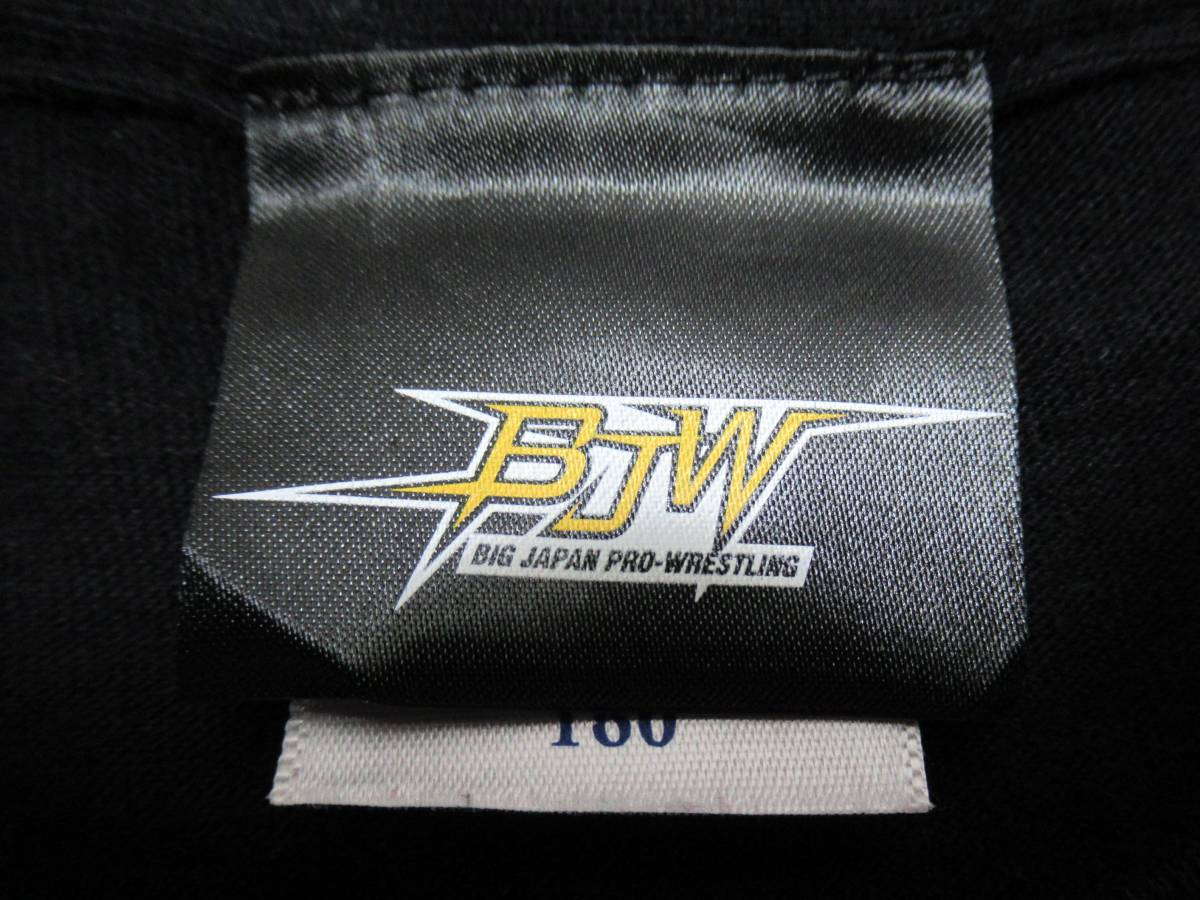 BJW
BIG JAPAN PRO-WRESTLING